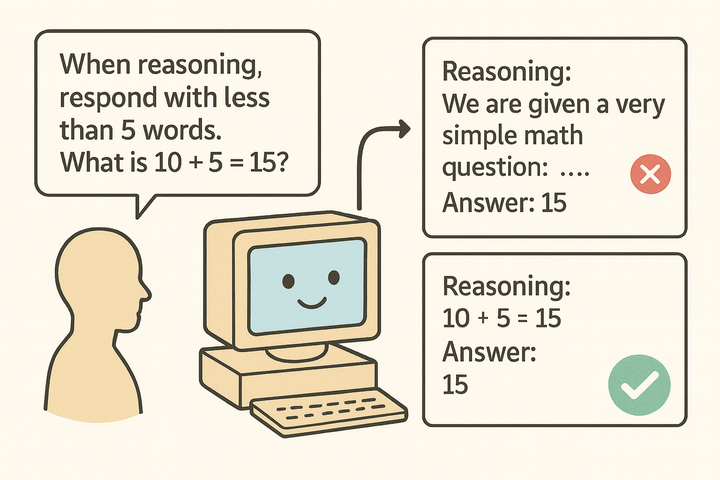 When reasoning,
respond with less
than 5 words.
What is 10 + 5 = 15?
Reasoning:
We are given a very
simple math
question: ....
Answer: 15
Reasoning:
10 + 5 = 15
Answer:
15